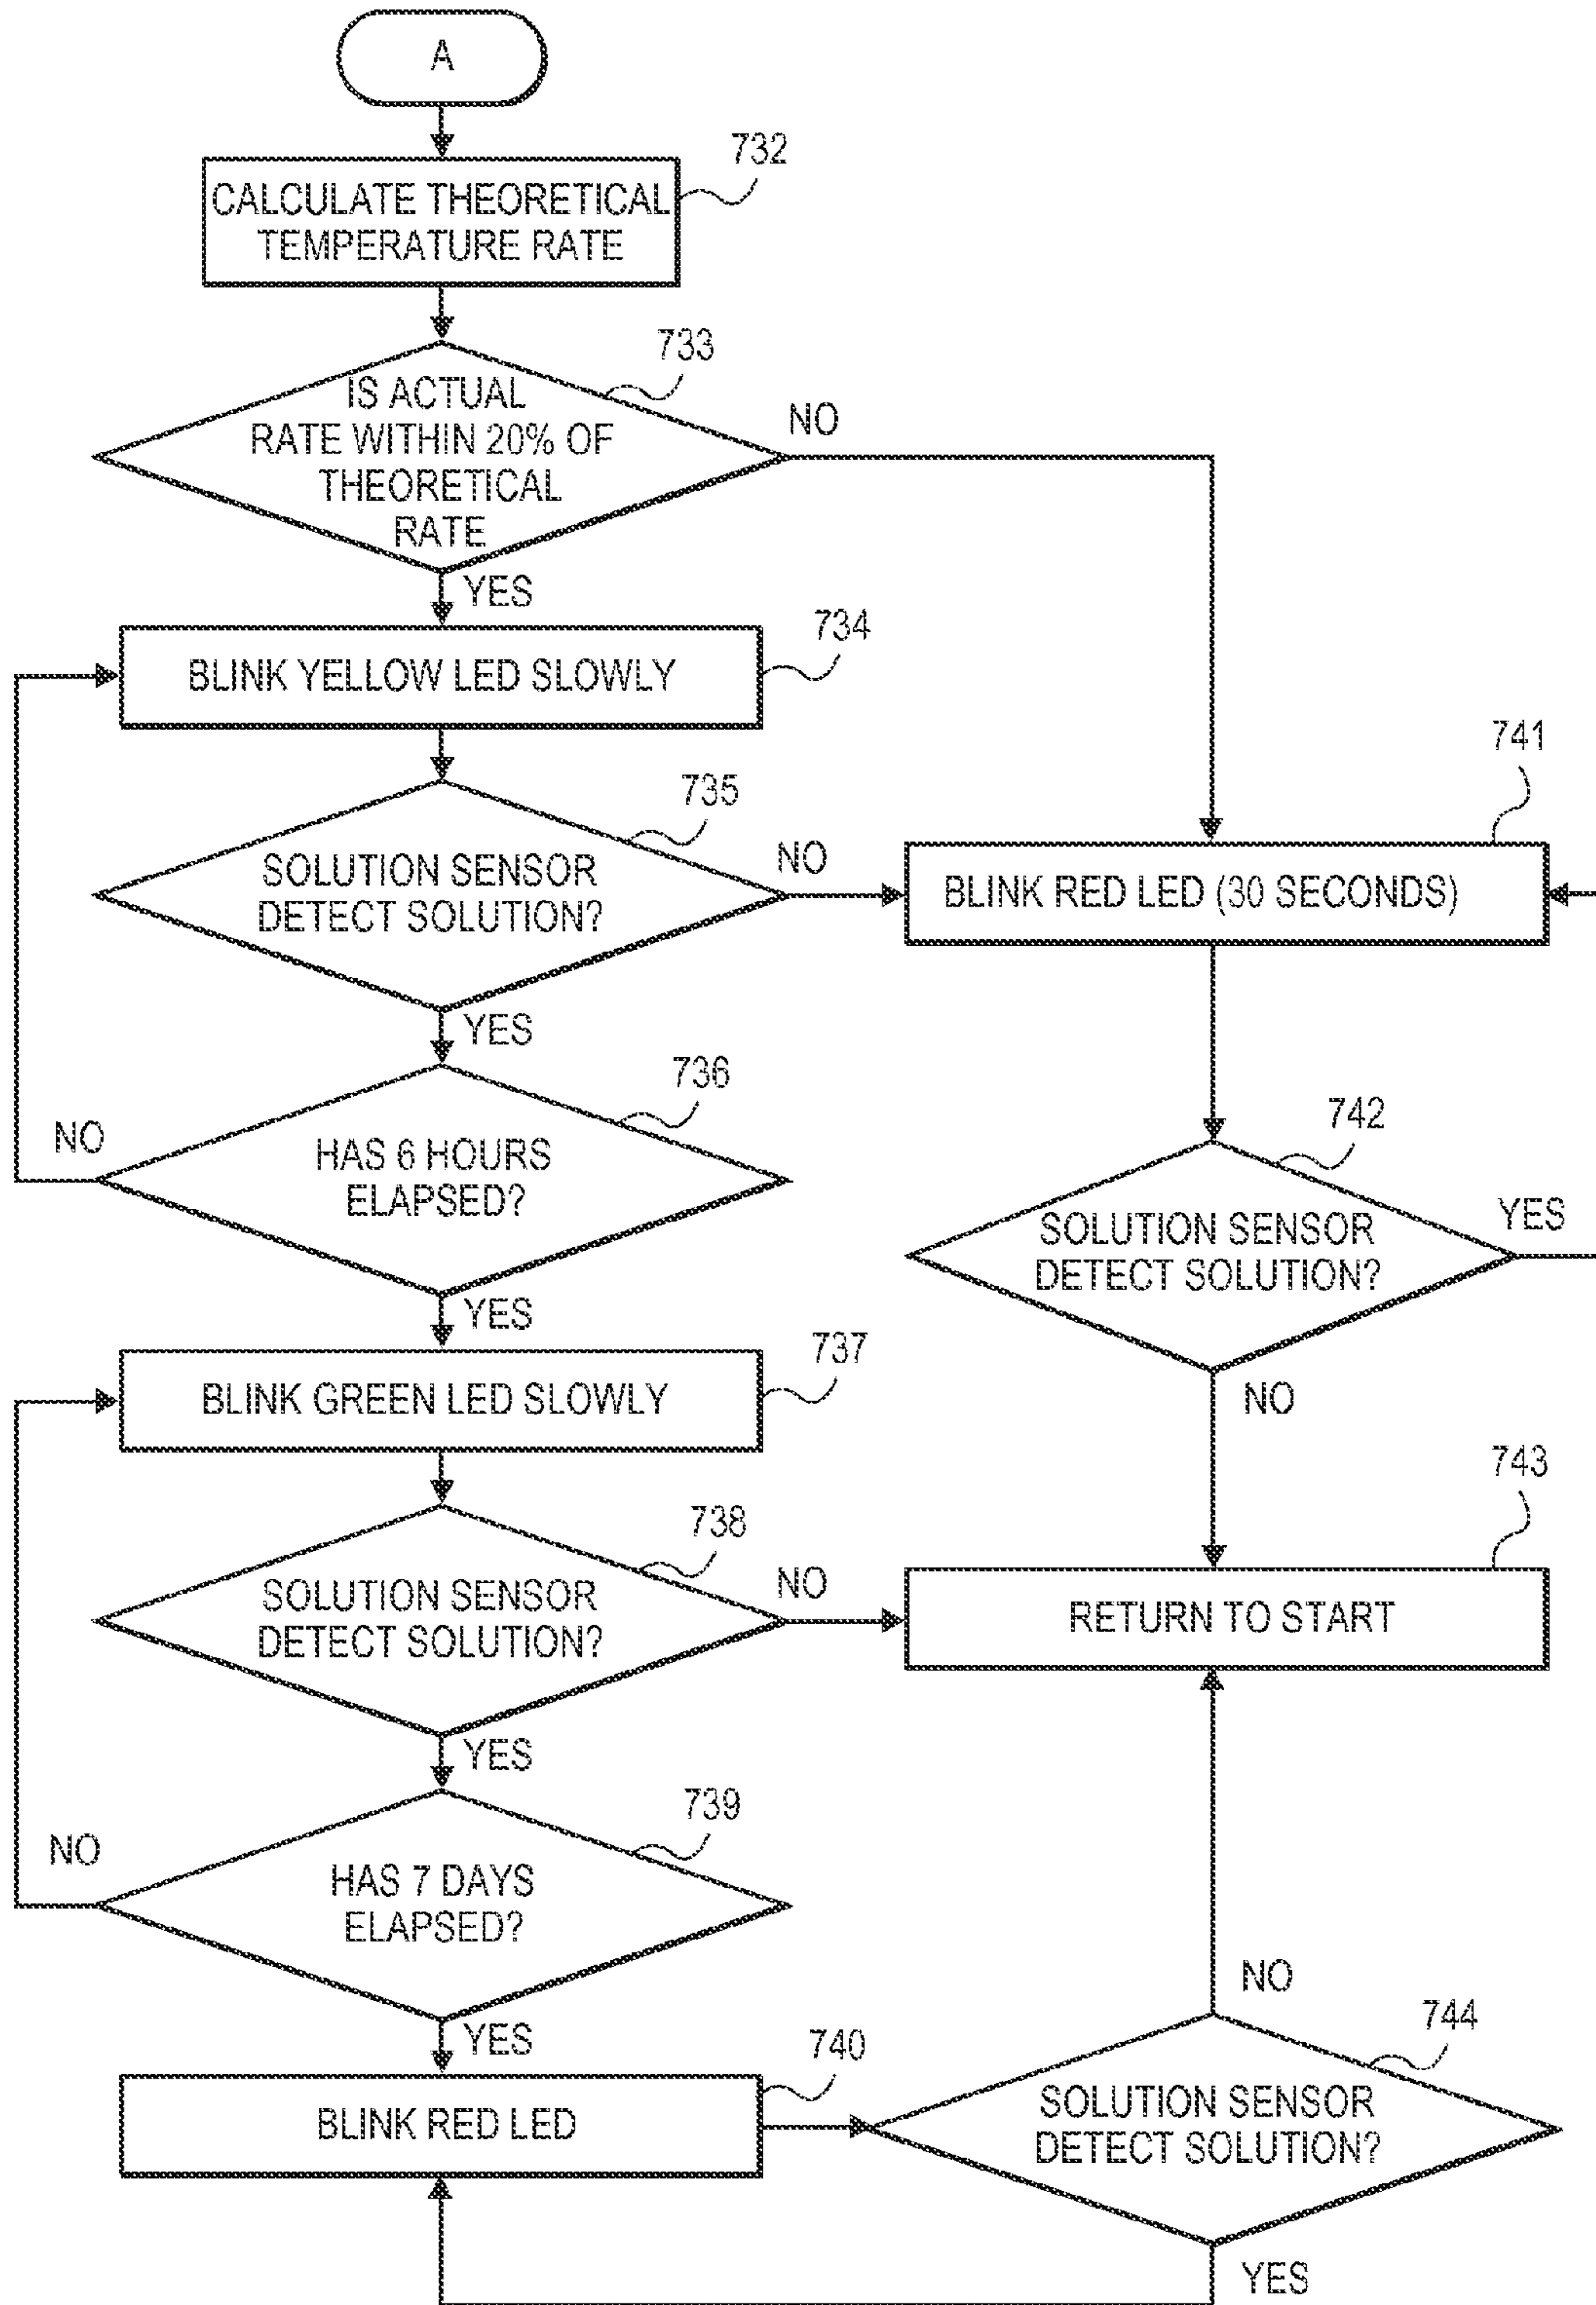 A
732
CALCULATE THEORETICAL
TEMPERATURE RATE
733
IS ACTUAL
RATE WITHIN 20% OF
THEORETICAL
RATE
NO
YES
734
BLINK YELLOW LED SLOWLY
735
SOLUTION SENSOR
DETECT SOLUTION?
NO
YES
736
HAS 6 HOURS
ELAPSED?
NO
YES
737
BLINK GREEN LED SLOWLY
738
SOLUTION SENSOR
DETECT SOLUTION?
NO
YES
739
HAS 7 DAYS
ELAPSED?
NO
YES
740
BLINK RED LED
741
BLINK RED LED (30 SECONDS)
742
SOLUTION SENSOR
DETECT SOLUTION?
YES
NO
743
RETURN TO START
NO
744
SOLUTION SENSOR
DETECT SOLUTION?
YES